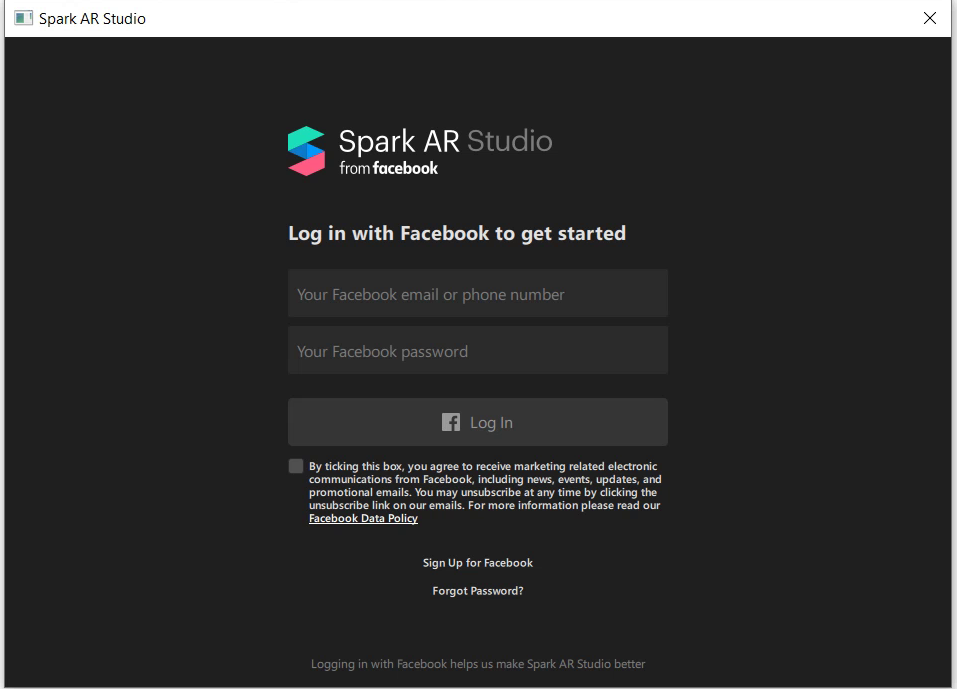 Spark AR Studio
Spark AR Studio
from facebook
Log in with Facebook to get started
Your Facebook email or phone number
Your Facebook password
Log In
By ticking this box, you agree to receive marketing related electronic
communications from Facebook, including news, events, updates, and
promotional emails. You may unsubscribe at any time by clicking the
unsubscribe link on our emails. For more information please read our
Facebook Data Policy
Sign Up for Facebook
Forgot Password?
Logging in with Facebook helps us make Spark AR Studio better